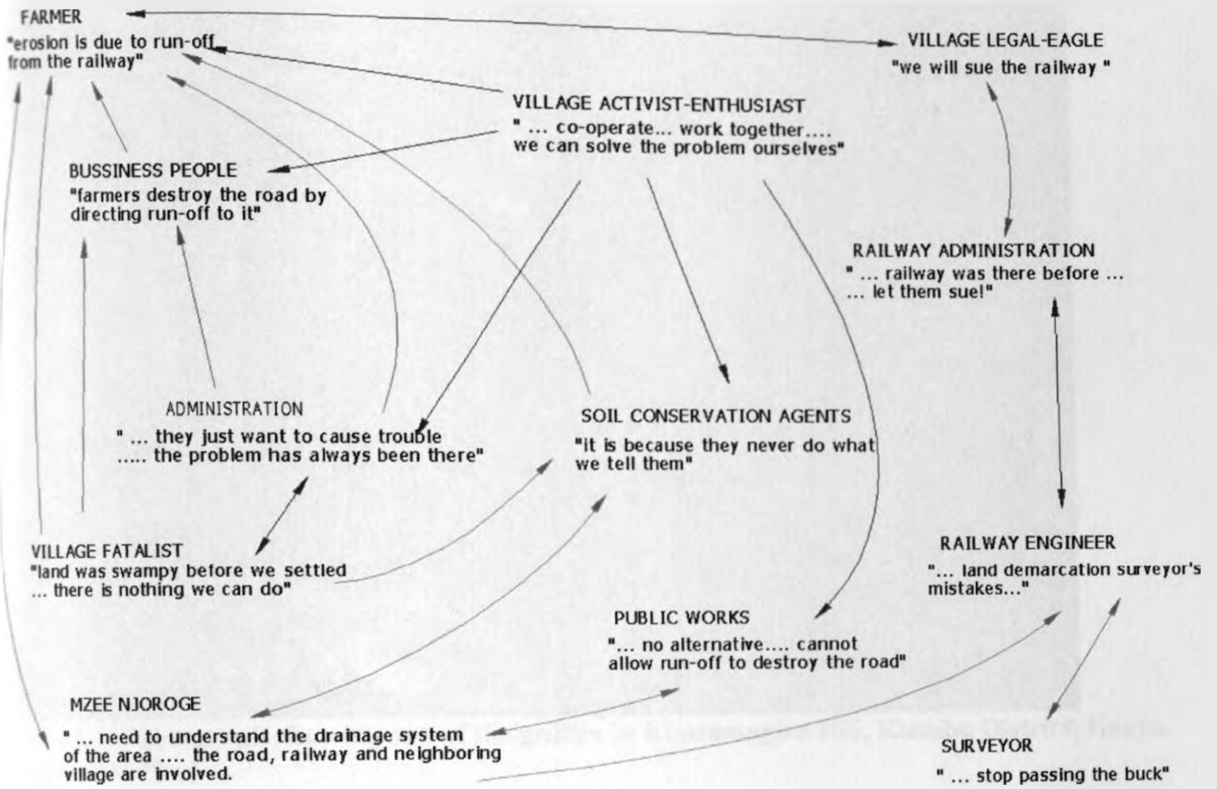 FARMER
"erosion is due to run-off
from the railway"
VILLAGE LEGAL-EAGLE
"we will sue the railway "
VILLAGE ACTIVIST-ENTHUSIAST
" ... co-operate... work together....
we can solve the problem ourselves"
BUSSINESS PEOPLE
"farmers destroy the road by
directing run-off to it"
RAILWAY ADMINISTRATION
" ... railway was there before ...
... let them sue!"
ADMINISTRATION
" ... they just want to cause trouble
..... the problem has always been there"
SOIL CONSERVATION AGENTS
"it is because they never do what
we tell them"
VILLAGE FATALIST
"land was swampy before we settled
... there is nothing we can do"
RAILWAY ENGINEER
"... land demarcation surveyor's
mistakes..."
PUBLIC WORKS
"... no alternative.... cannot
allow run-off to destroy the road"
MZEE NJOROGE
" ... need to understand the drainage system
of the area .... the road, railway and neighboring
village are involved.
SURVEYOR
" ... stop passing the buck"